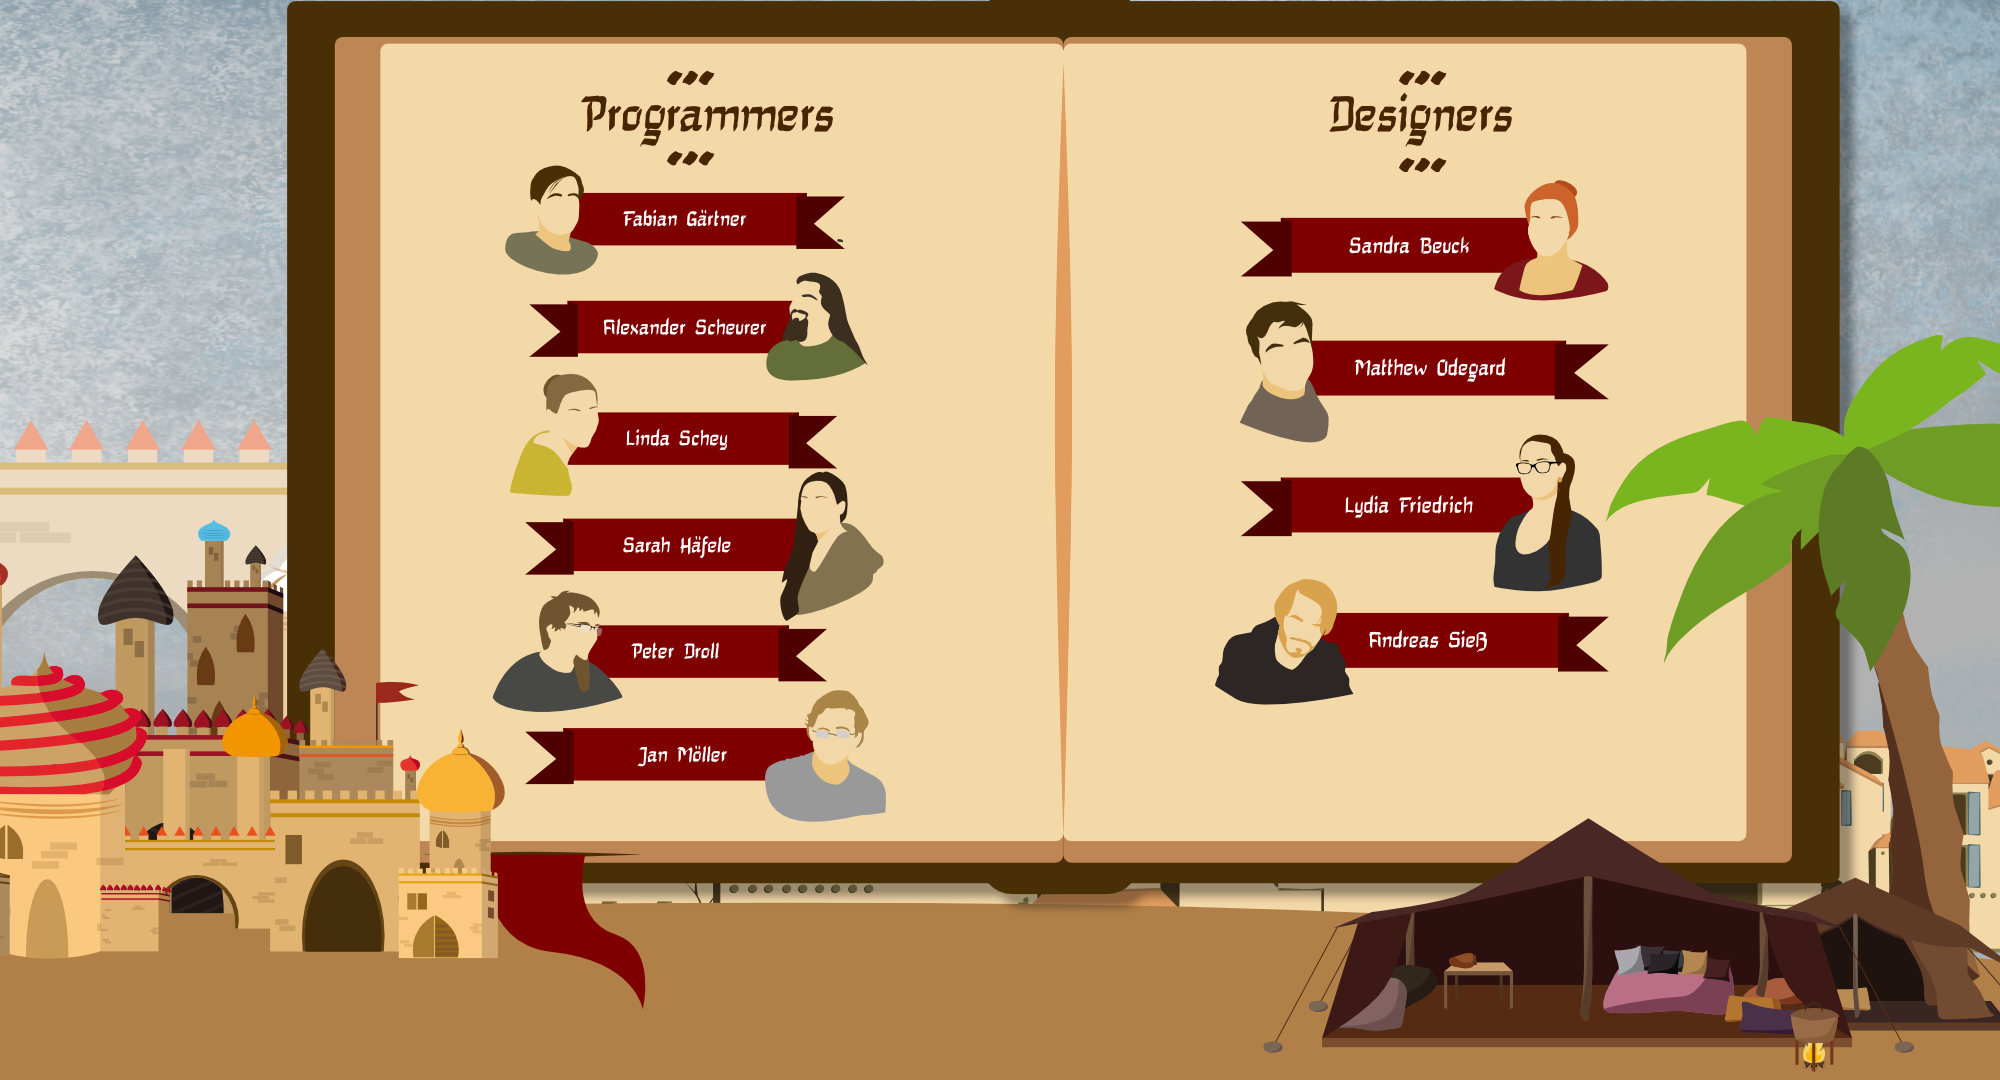 Programmers
Fabian Gärtner
Alexander Scheurer
Linda Schey
Sarah Häfele
Peter Droll
Jan Möller
Designers
Sandra Beuck
Matthew Odegard
Lydia Friedrich
Andreas Sieß